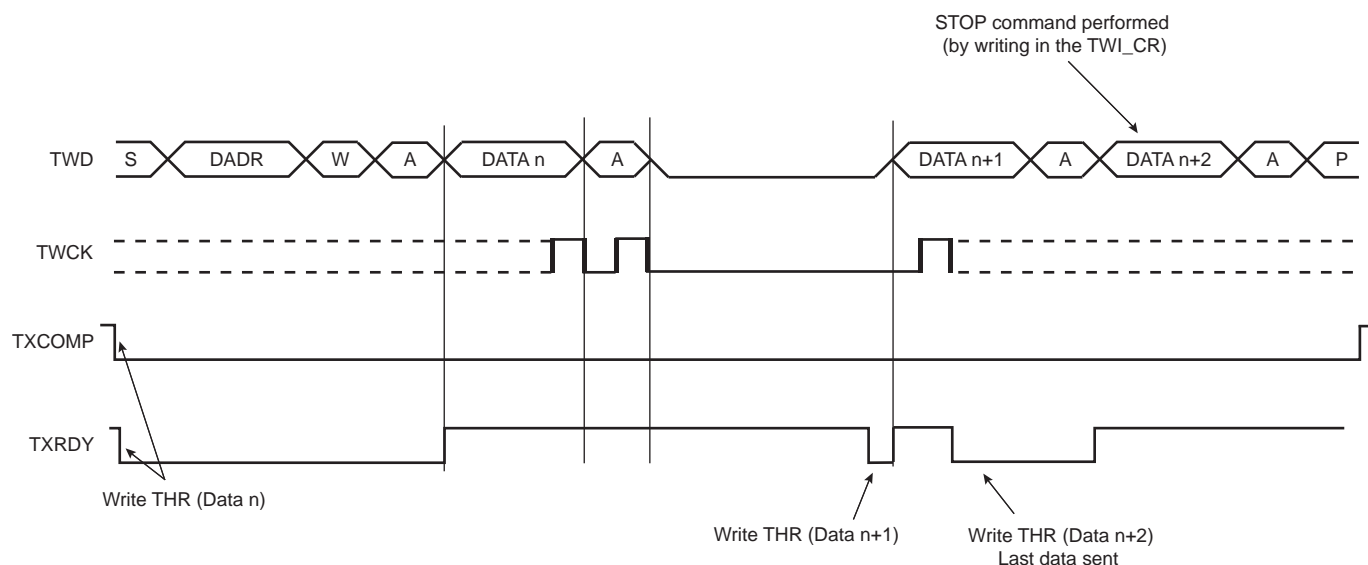 STOP command performed
(by writing in the TWI_CR)
TWD S DADR W A DATA n A DATA n+1 A DATA n+2 A P
TWCK
TXCOMP
TXRDY
Write THR (Data n)
Write THR (Data n+1)
Write THR (Data n+2)
Last data sent